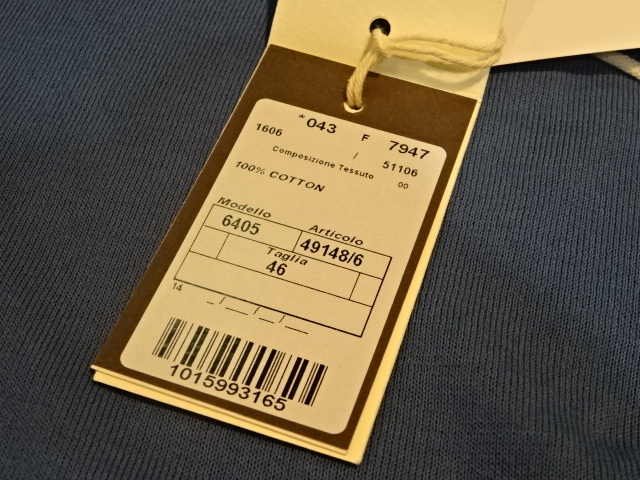 *043 F 7947
1606 / 51106
Composizione Tessuto 00
100% COTTON
Modello Articolo
6405 49148/6
Taglia
46
14
1015993165